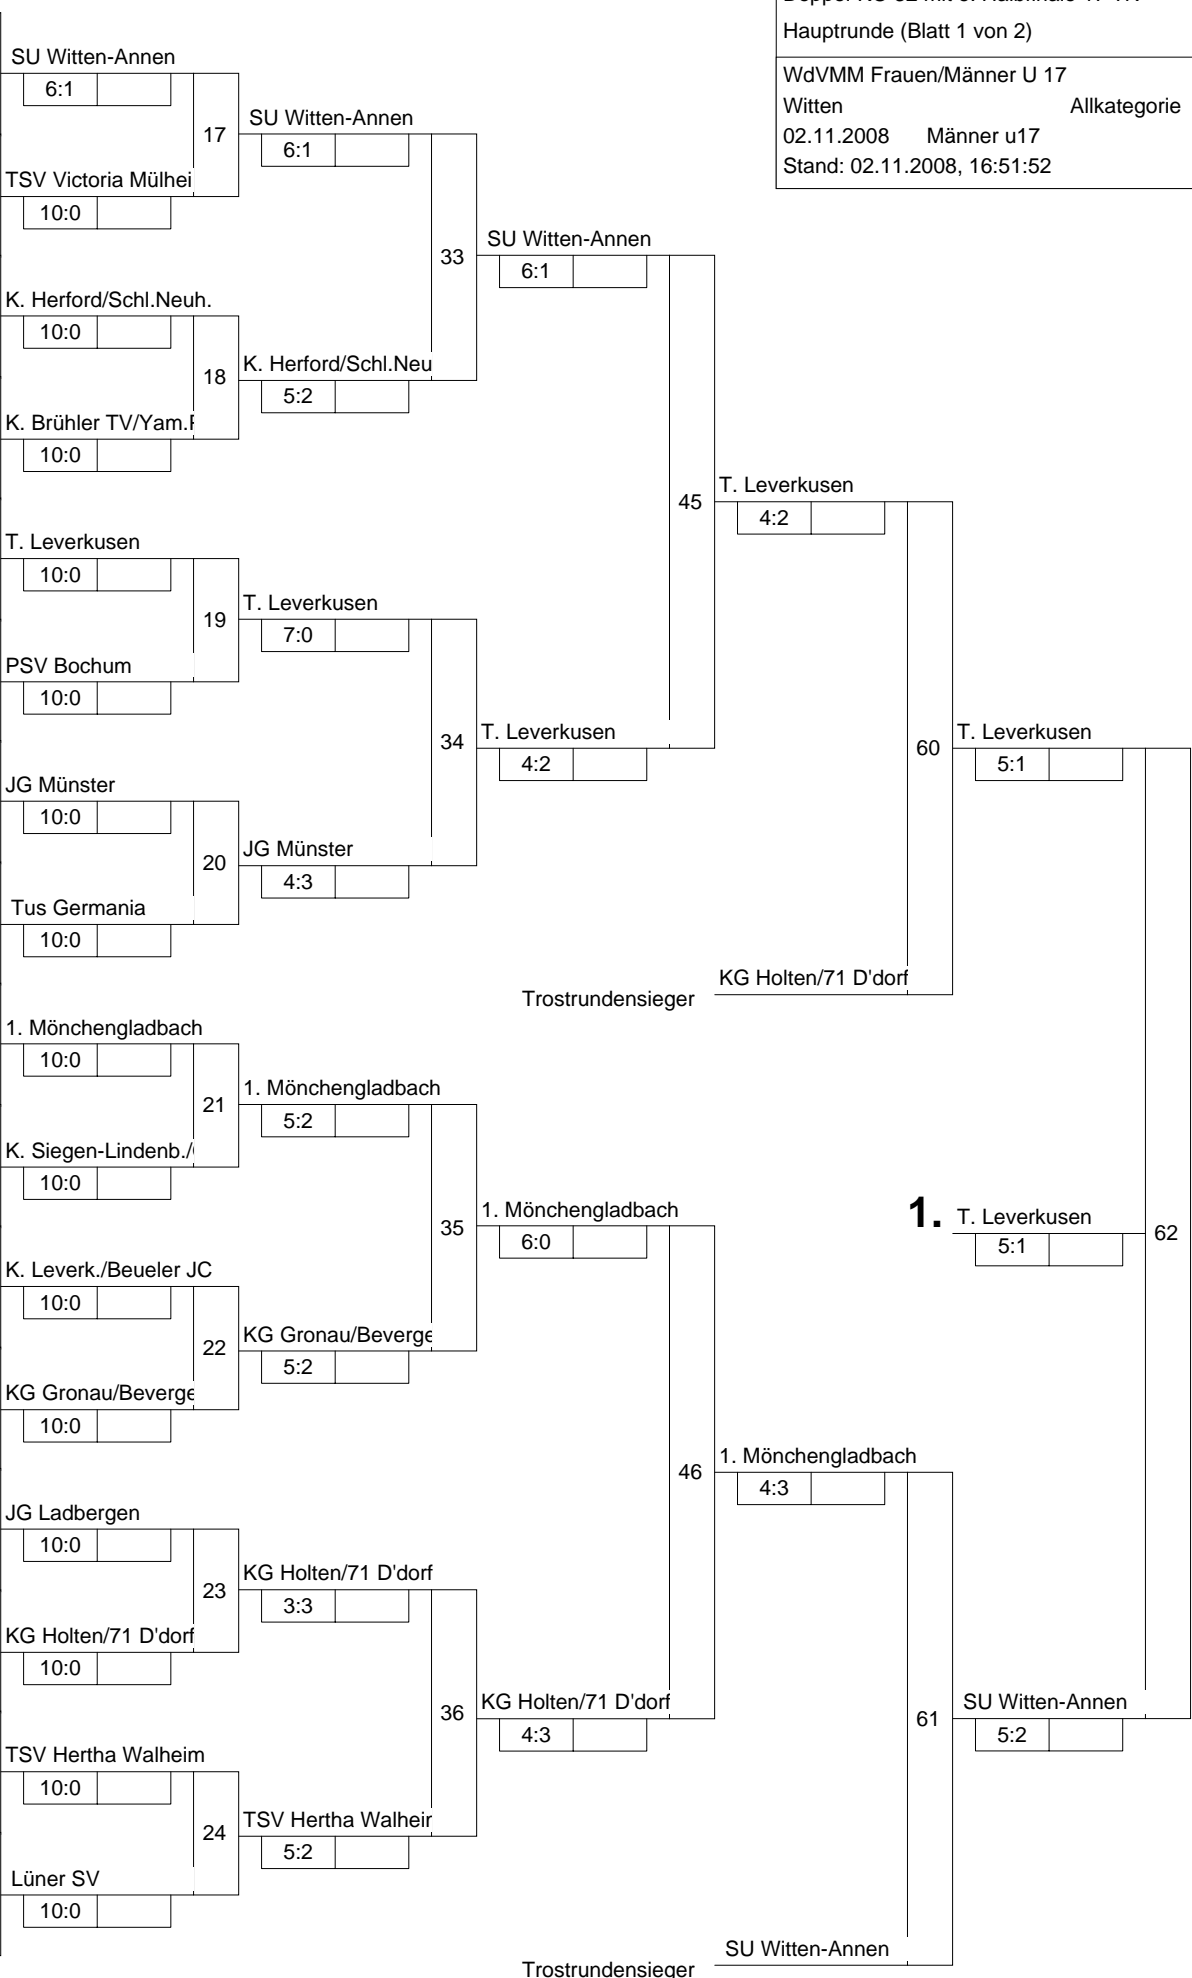 Hauptrunde (Blatt 1 von 2)
WdVMM Frauen/Männer U 17
Witten Allkategorie
02.11.2008 Männer u17
Stand: 02.11.2008, 16:51:52
SU Witten-Annen
6:1
17
TSV Victoria Mülhei
10:0
K. Herford/Schl.Neuh.
10:0
18
K. Brühler TV/Yam.
10:0
T. Leverkusen
10:0
19
PSV Bochum
10:0
JG Münster
10:0
20
Tus Germania
10:0
1. Mönchengladbach
10:0
21
K. Siegen-Lindenb./
10:0
K. Leverk./Beueler JC
10:0
22
KG Gronau/Beverge
10:0
JG Ladbergen
10:0
23
KG Holten/71 D'dorf
10:0
TSV Hertha Walheim
10:0
24
Lüner SV
10:0
SU Witten-Annen
6:1
33
K. Herford/Schl.Neu
5:2
T. Leverkusen
7:0
34
JG Münster
4:3
1. Mönchengladbach
5:2
35
KG Gronau/Beverge
5:2
KG Holten/71 D'dorf
3:3
36
TSV Hertha Walhei
5:2
SU Witten-Annen
6:1
45
T. Leverkusen
4:2
1. Mönchengladbach
6:0
46
KG Holten/71 D'dorf
4:3
T. Leverkusen
4:2
60
Trostrundensieger KG Holten/71 D'dorf
1. Mönchengladbach
4:3
61
SU Witten-Annen
Trostrundensieger
T. Leverkusen
5:1
1. T. Leverkusen
5:1
62
SU Witten-Annen
5:2